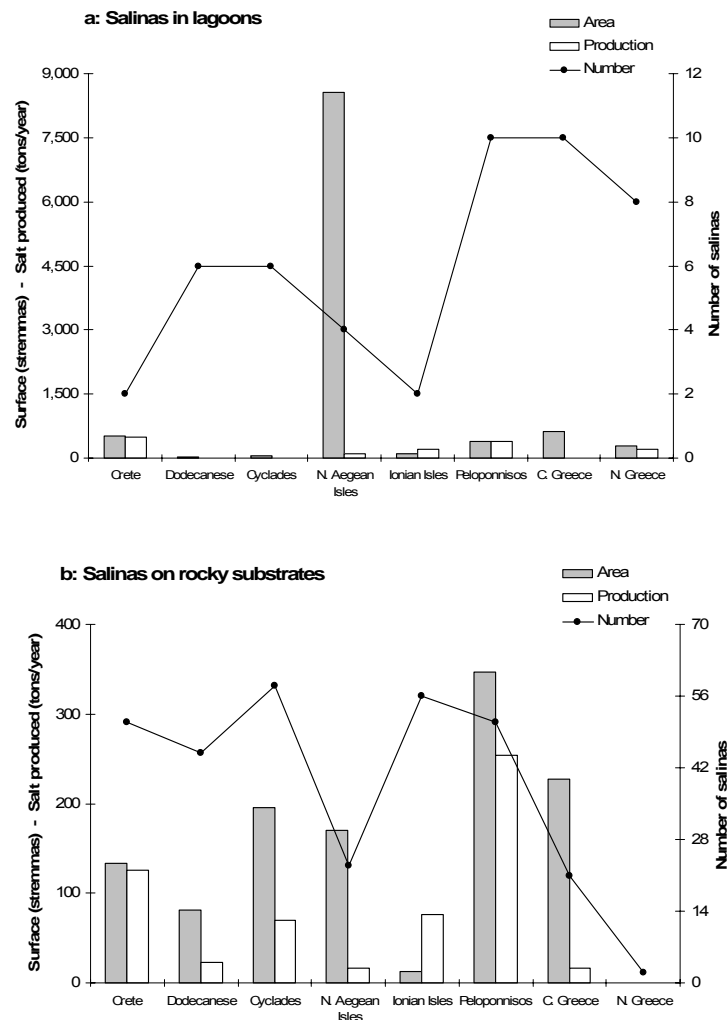 a: Salinas in lagoons
Area
Production
Number
9,000
7,500
6,000
4,500
3,000
1,500
0
12
10
8
6
4
2
0
Surface (stremmas) - Salt produced (tons/year)
Number of salinas
Crete Dodecanese Cyclades N. Aegean Isles Ionian Isles Peloponnisos C. Greece N. Greece
b: Salinas on rocky substrates
Area
Production
Number
400
300
200
100
0
70
56
42
28
14
0
Surface (stremmas) - Salt produced (tons/year)
Number of salinas
Crete Dodecanese Cyclades N. Aegean Isles Ionian Isles Peloponnisos C. Greece N. Greece